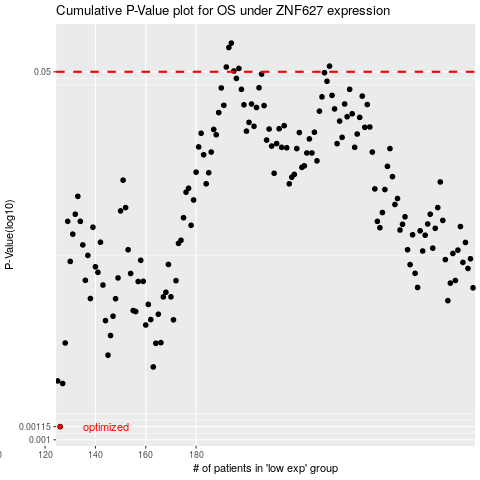 Cumulative P-Value plot for OS under ZNF627 expression
P-Value(log10)
0.05
0.00115
0.001
optimized
0
120
140
160
180
# of patients in 'low exp' group